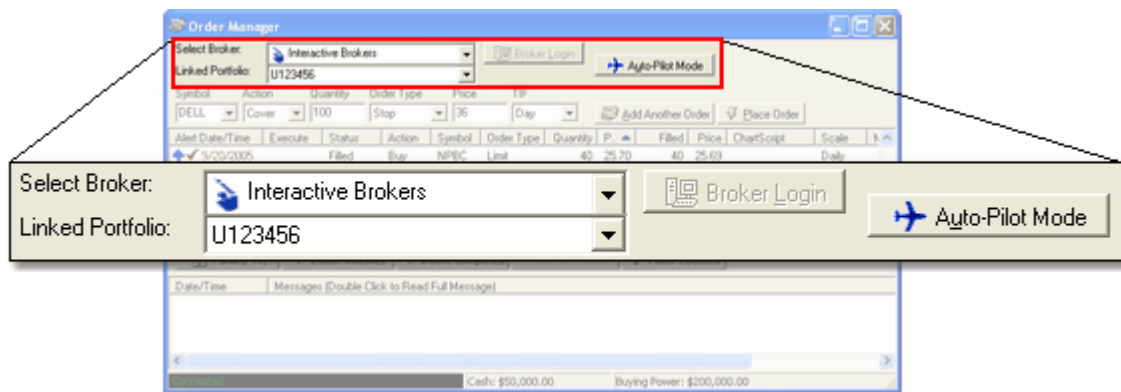 Order Manager
Select Broker: Interactive Brokers Broker Login
Linked Portfolio: U123456 Auto-Pilot Mode
Symbol Action Quantity Order Type Price TIF
DELL Cover 100 Stop 36 Day Add Another Order Place Order
Alert Date/Time Execute Status Action Symbol Order Type Quantity P. Filled Price ChartScript Scale
9/20/2005 Filled Buy NPBC Limit 40 25.70 40 25.69 Daily
Select Broker: Interactive Brokers Broker Login
Linked Portfolio: U123456 Auto-Pilot Mode
Date/Time Messages (Double Click to Read Full Message)
Connected Cash: $50,000.00 Buying Power: $200,000.00